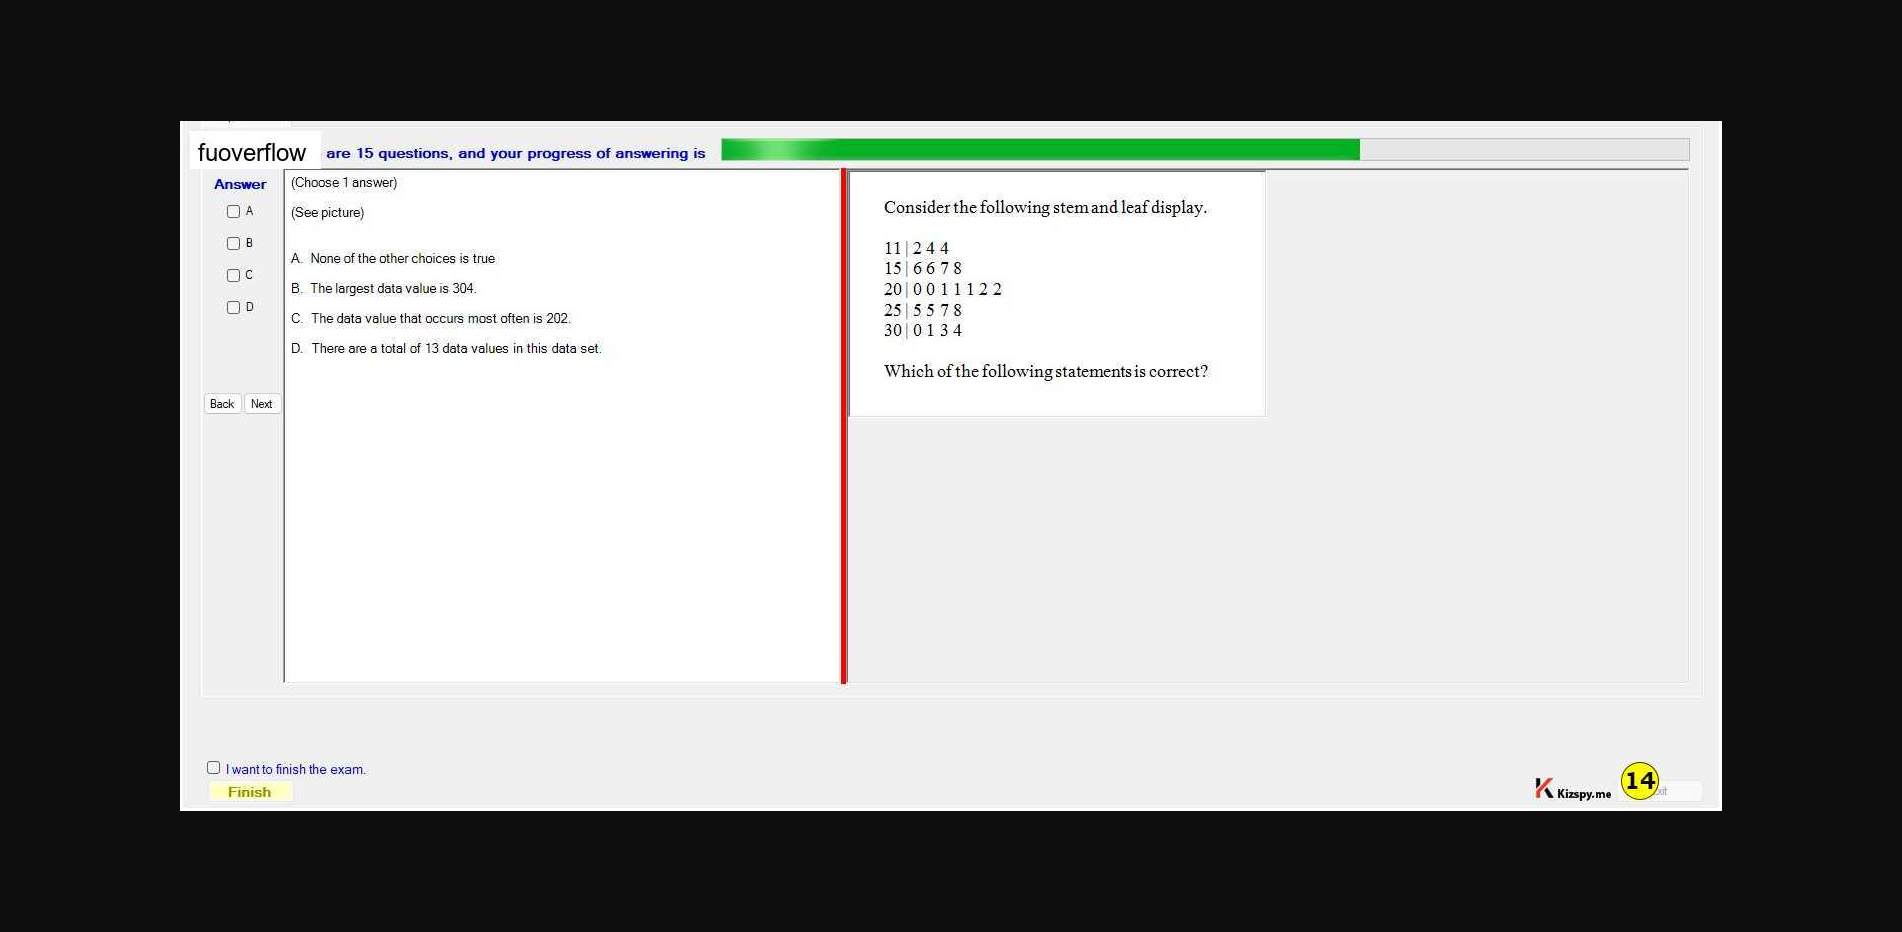 fuoverflow are 15 questions, and your progress of answering is
Answer
A
B
C
D
Back Next
(Choose 1 answer)
(See picture)
A. None of the other choices is true
B. The largest data value is 304.
C. The data value that occurs most often is 202.
D. There are a total of 13 data values in this data set.
Consider the following stem and leaf display.
11 | 2 4 4
15 | 6 6 7 8
20 | 0 0 1 1 1 2 2
25 | 5 5 7 8
30 | 0 1 3 4
Which of the following statements is correct?
I want to finish the exam.
Finish
Kizspy.me
14